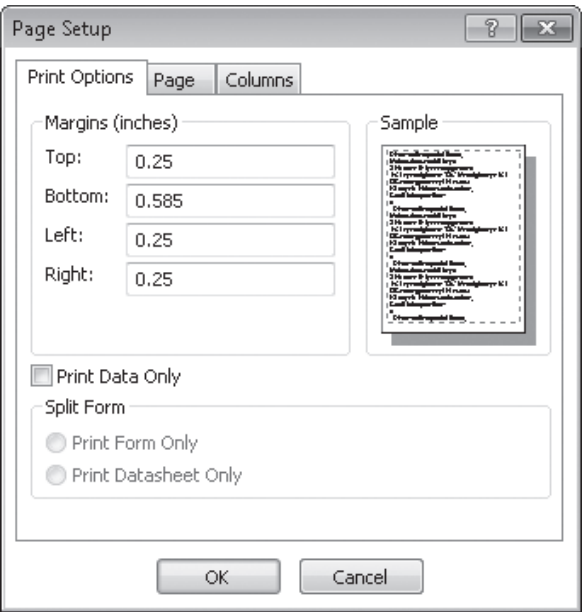 Page Setup
Print Options Page Columns
Margins (inches)
Top: 0.25
Bottom: 0.585
Left: 0.25
Right: 0.25
Sample
Print Data Only
Split Form
Print Form Only
Print Datasheet Only
OK Cancel